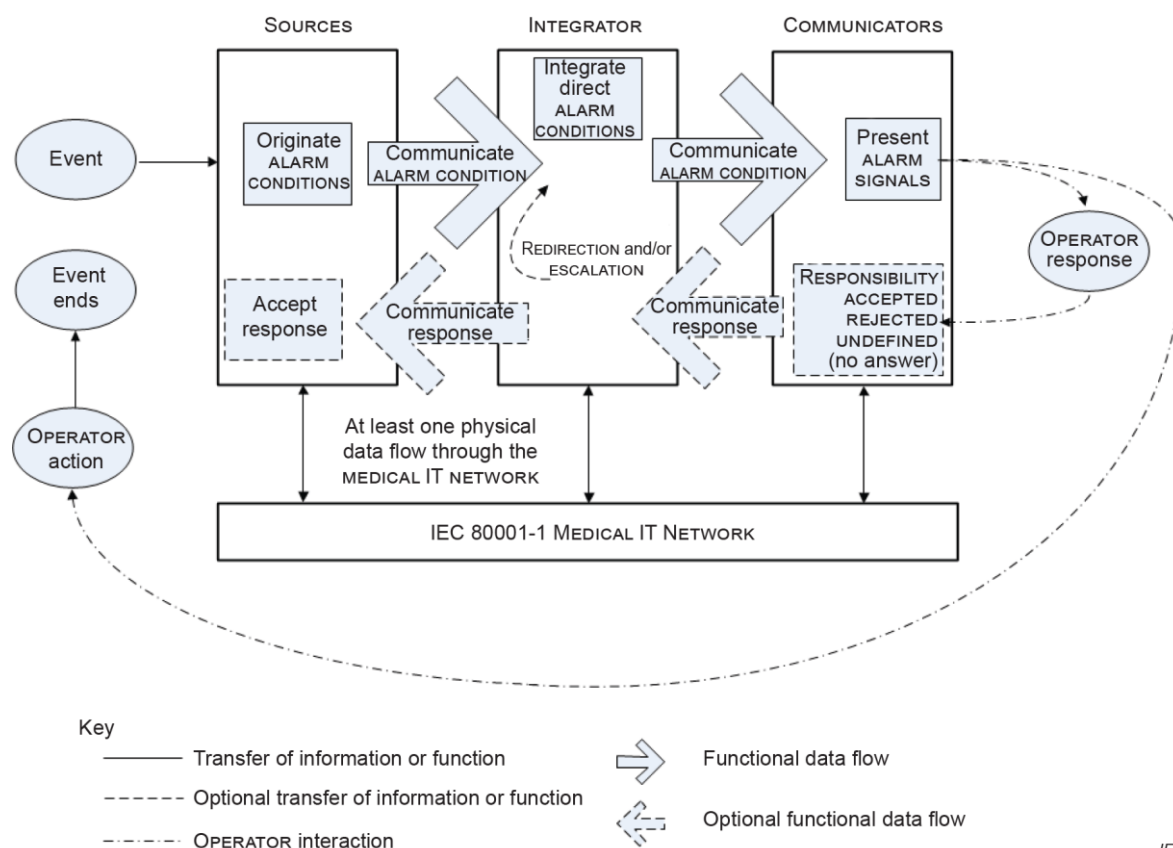 SOURCES
INTEGRATOR
COMMUNICATORS
Event
Originate
ALARM
CONDITIONS
Communicate
ALARM CONDITION
Integrate
direct
ALARM
CONDITIONS
Communicate
ALARM CONDITION
Present
ALARM
SIGNALS
OPERATOR
response
REDIRECTION and/or
ESCALATION
Event
ends
Accept
response
Communicate
response
Communicate
response
RESPONSIBILITY
ACCEPTED
REJECTED
UNDEFINED
(no answer)
OPERATOR
action
At least one physical
data flow through the
MEDICAL IT NETWORK
IEC 80001-1 MEDICAL IT NETWORK
Key
Transfer of information or function
Optional transfer of information or function
OPERATOR interaction
Functional data flow
Optional functional data flow